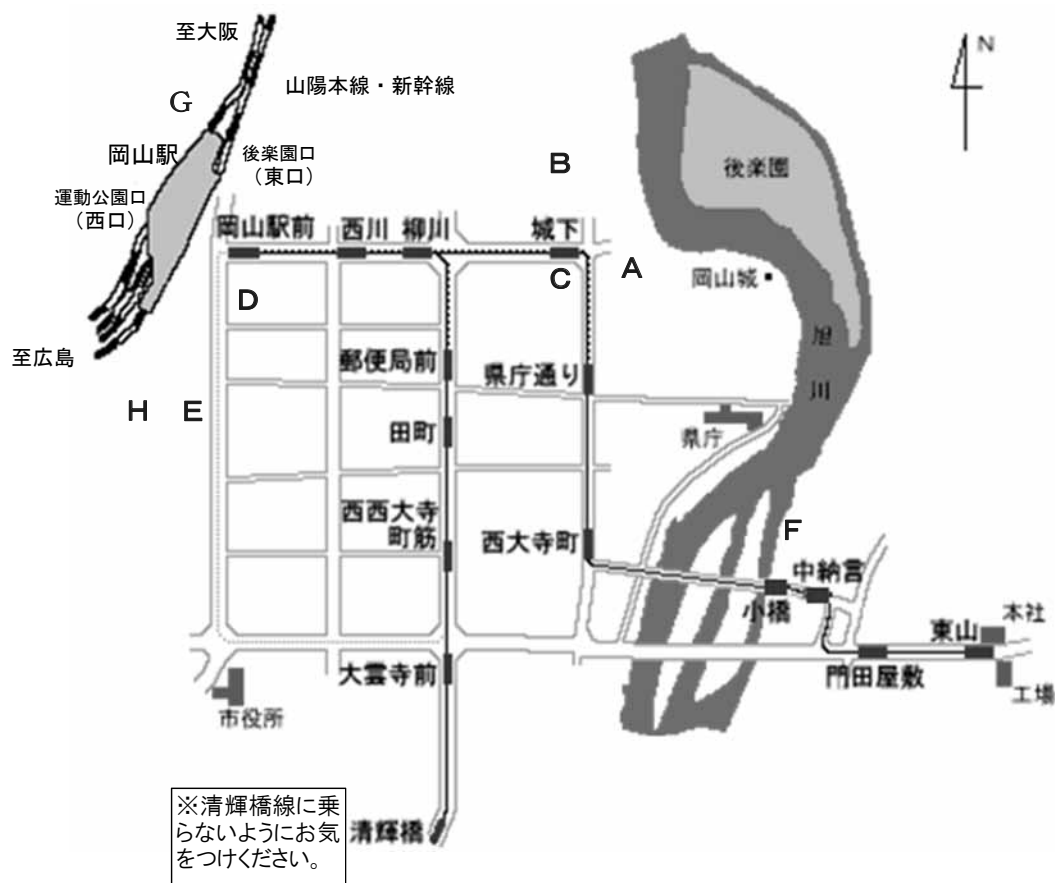 至大阪
山陽本線・新幹線
N
G
岡山駅
後楽園口
（東口）
B
後楽園
運動公園口
（西口）
岡山駅前
西川
柳川
城下
A
C
岡山城
D
旭
川
至広島
郵便局前
県庁通り
H
E
田町
県庁
西西大寺
町筋
西大寺町
F
中納言
小橋
本社
東山
大雲寺前
門田屋敷
工場
市役所
※清輝橋線に乗
らないようにお気
をつけください。
清輝橋